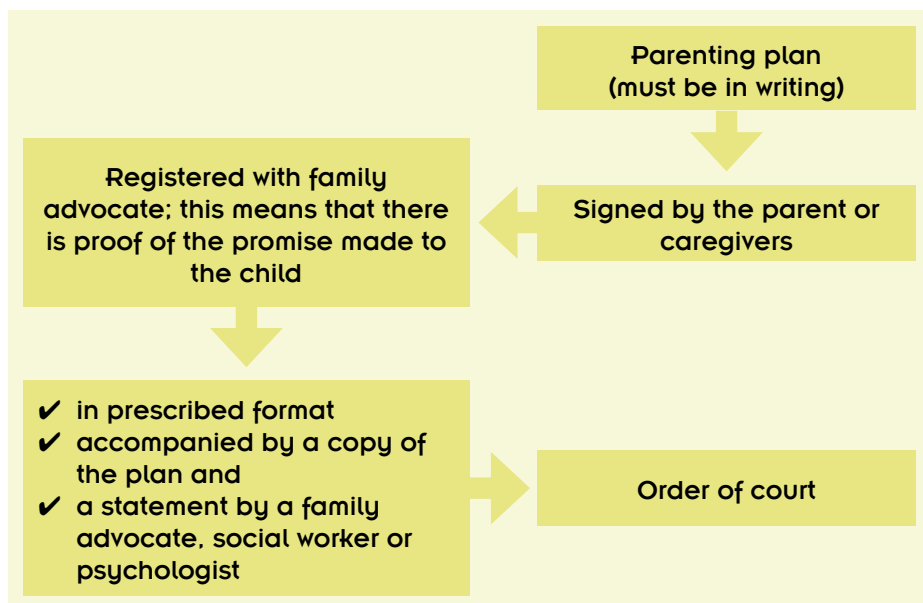 Parenting plan
(must be in writing)
Signed by the parent or
caregivers
Registered with family
advocate; this means that there
is proof of the promise made to
the child
✔ in prescribed format
✔ accompanied by a copy of
the plan and
✔ a statement by a family
advocate, social worker or
psychologist
Order of court